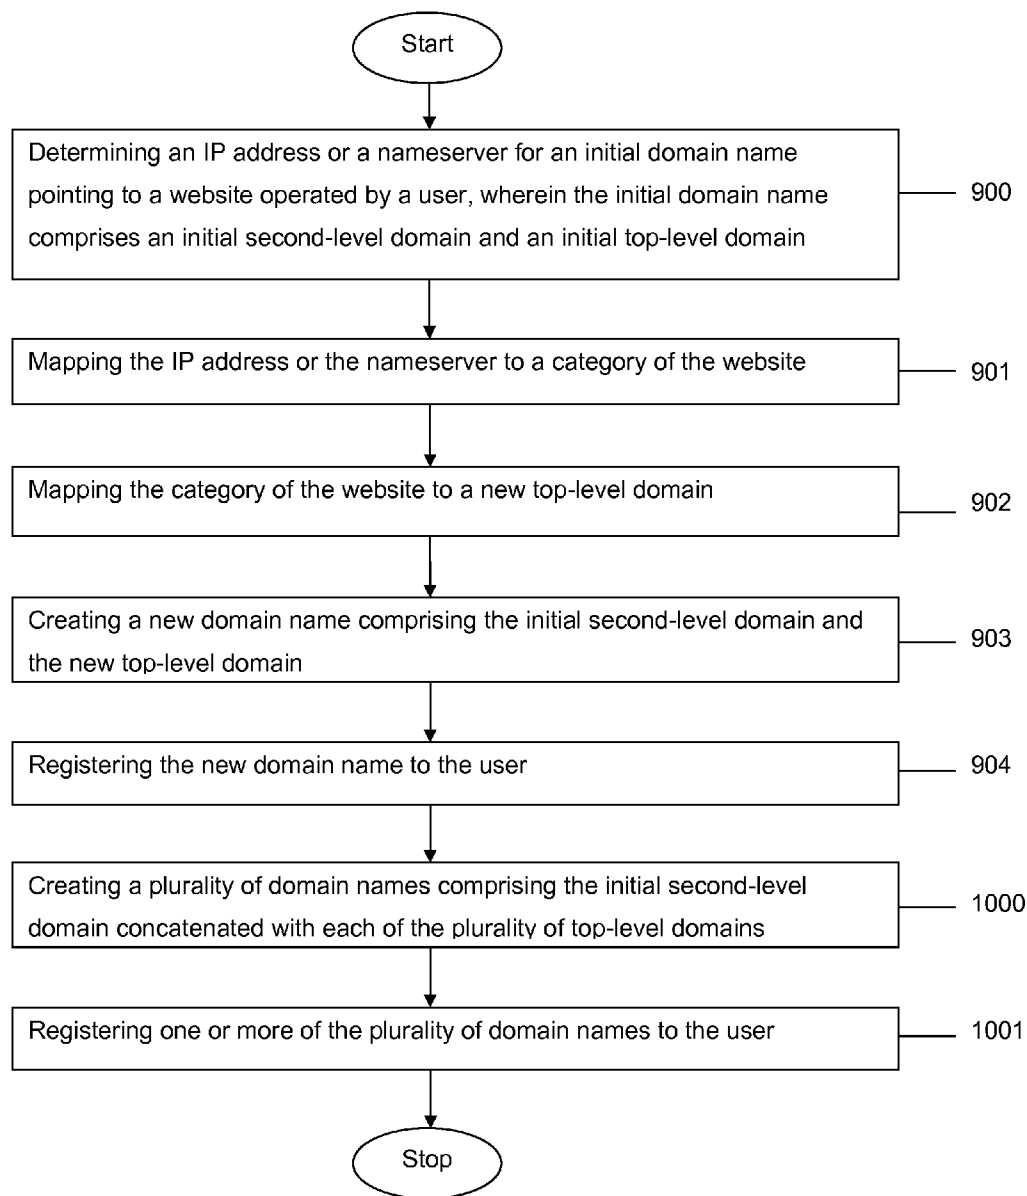 Start
Determining an IP address or a nameserver for an initial domain name
pointing to a website operated by a user, wherein the initial domain name
comprises an initial second-level domain and an initial top-level domain
900
Mapping the IP address or the nameserver to a category of the website
901
Mapping the category of the website to a new top-level domain
902
Creating a new domain name comprising the initial second-level domain and
the new top-level domain
903
Registering the new domain name to the user
904
Creating a plurality of domain names comprising the initial second-level
domain concatenated with each of the plurality of top-level domains
1000
Registering one or more of the plurality of domain names to the user
1001
Stop